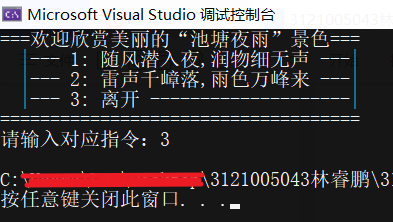 Microsoft Visual Studio 调试控制台
===欢迎欣赏美丽的“池塘夜雨”景色===
|--- 1: 随风潜入夜,润物细无声 ---|
|--- 2: 雷声千嶂落,雨色万峰来 ---|
|--- 3: 离开 ------------------|
====================================
请输入对应指令：3
C:\ \3121005043林睿鹏\3
按任意键关闭此窗口. . .